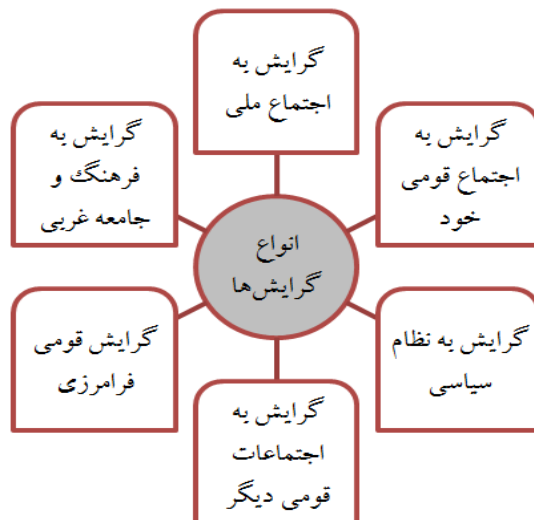 گرایش به
اجتماع ملی
گرایش به
اجتماع قومی
خود
گرایش به نظام
سیاسی
گرایش به
اجتماعات
قومی دیگر
گرایش قومی
فرامرزی
گرایش به
فرهنگ و
جامعه غربی
انواع
گرایش‌ها